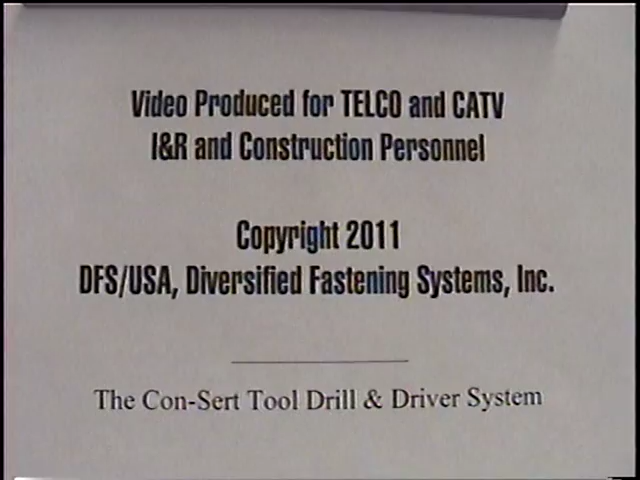 Video Produced for TELCO and CATV
I&R and Construction Personnel
Copyright 2011
DFS/USA, Diversified Fastening Systems, Inc.
The Con-Sert Tool Drill & Driver System